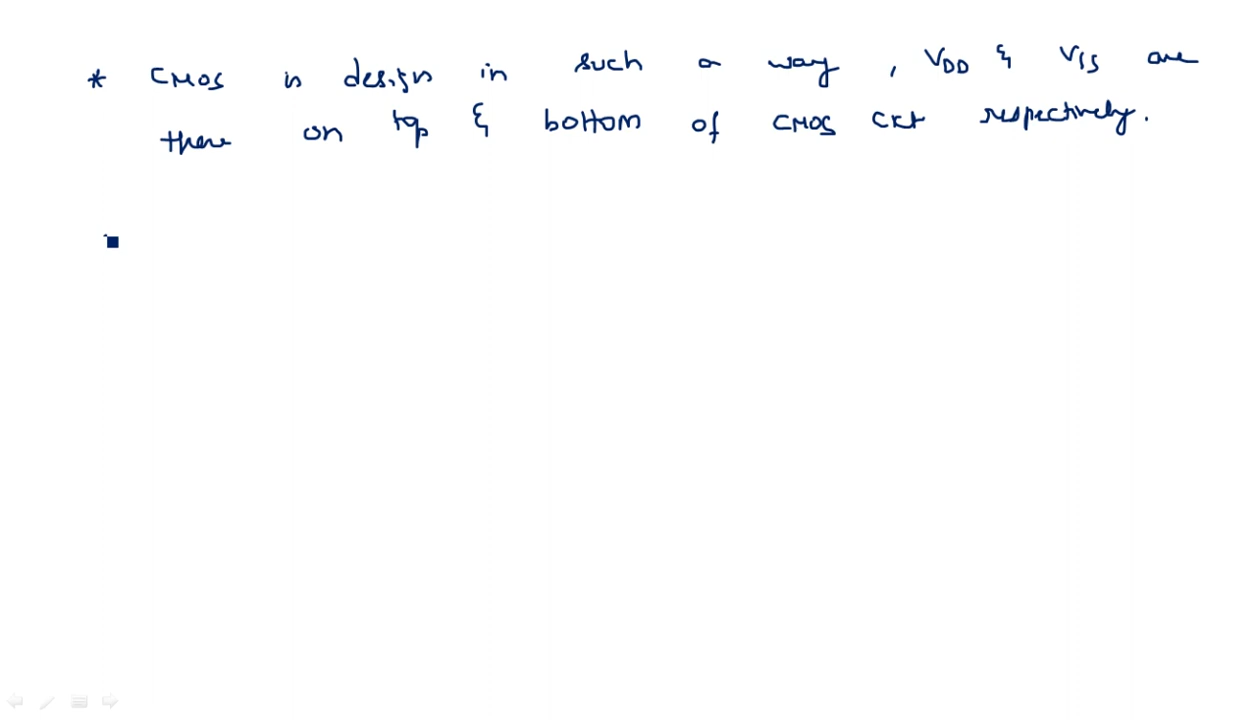 * CMOS is design in such a way, VDD & VSS are
there on top & bottom of CMOS CKT respectively.